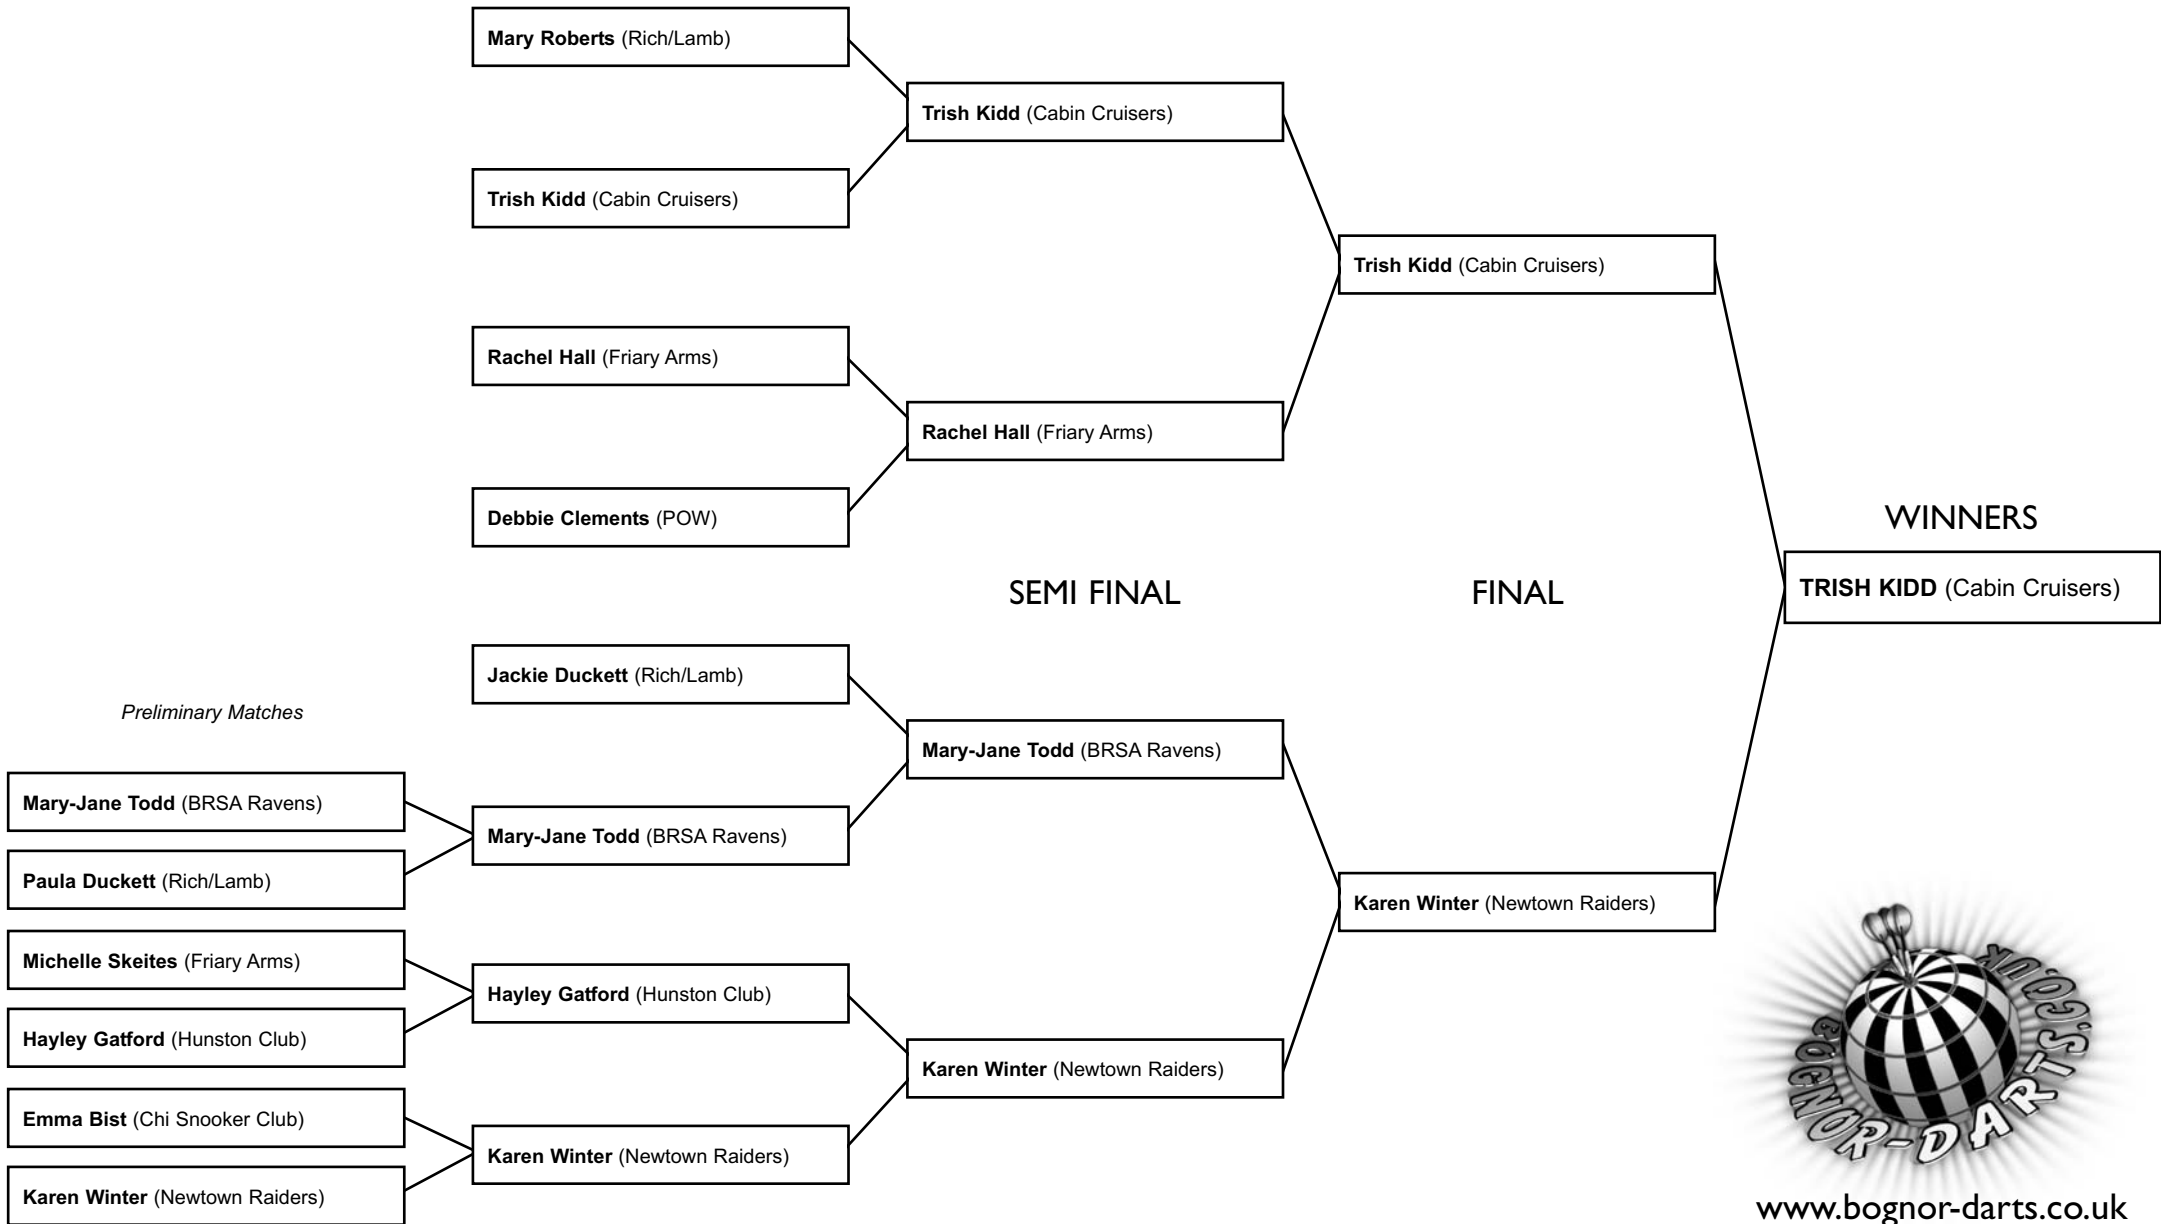 Mary Roberts (Rich/Lamb)
Trish Kidd (Cabin Cruisers)
Trish Kidd (Cabin Cruisers)
Trish Kidd (Cabin Cruisers)
Rachel Hall (Friary Arms)
Rachel Hall (Friary Arms)
Debbie Clements (POW)
WINNERS
SEMI FINAL
FINAL
TRISH KIDD (Cabin Cruisers)
Jackie Duckett (Rich/Lamb)
Preliminary Matches
Mary-Jane Todd (BRSA Ravens)
Mary-Jane Todd (BRSA Ravens)
Mary-Jane Todd (BRSA Ravens)
Paula Duckett (Rich/Lamb)
Karen Winter (Newtown Raiders)
Michelle Skeites (Friary Arms)
Hayley Gatford (Hunston Club)
Hayley Gatford (Hunston Club)
Karen Winter (Newtown Raiders)
Emma Bist (Chi Snooker Club)
Karen Winter (Newtown Raiders)
Karen Winter (Newtown Raiders)
BOGNOR-DARTS.CO.UK
www.bognor-darts.co.uk